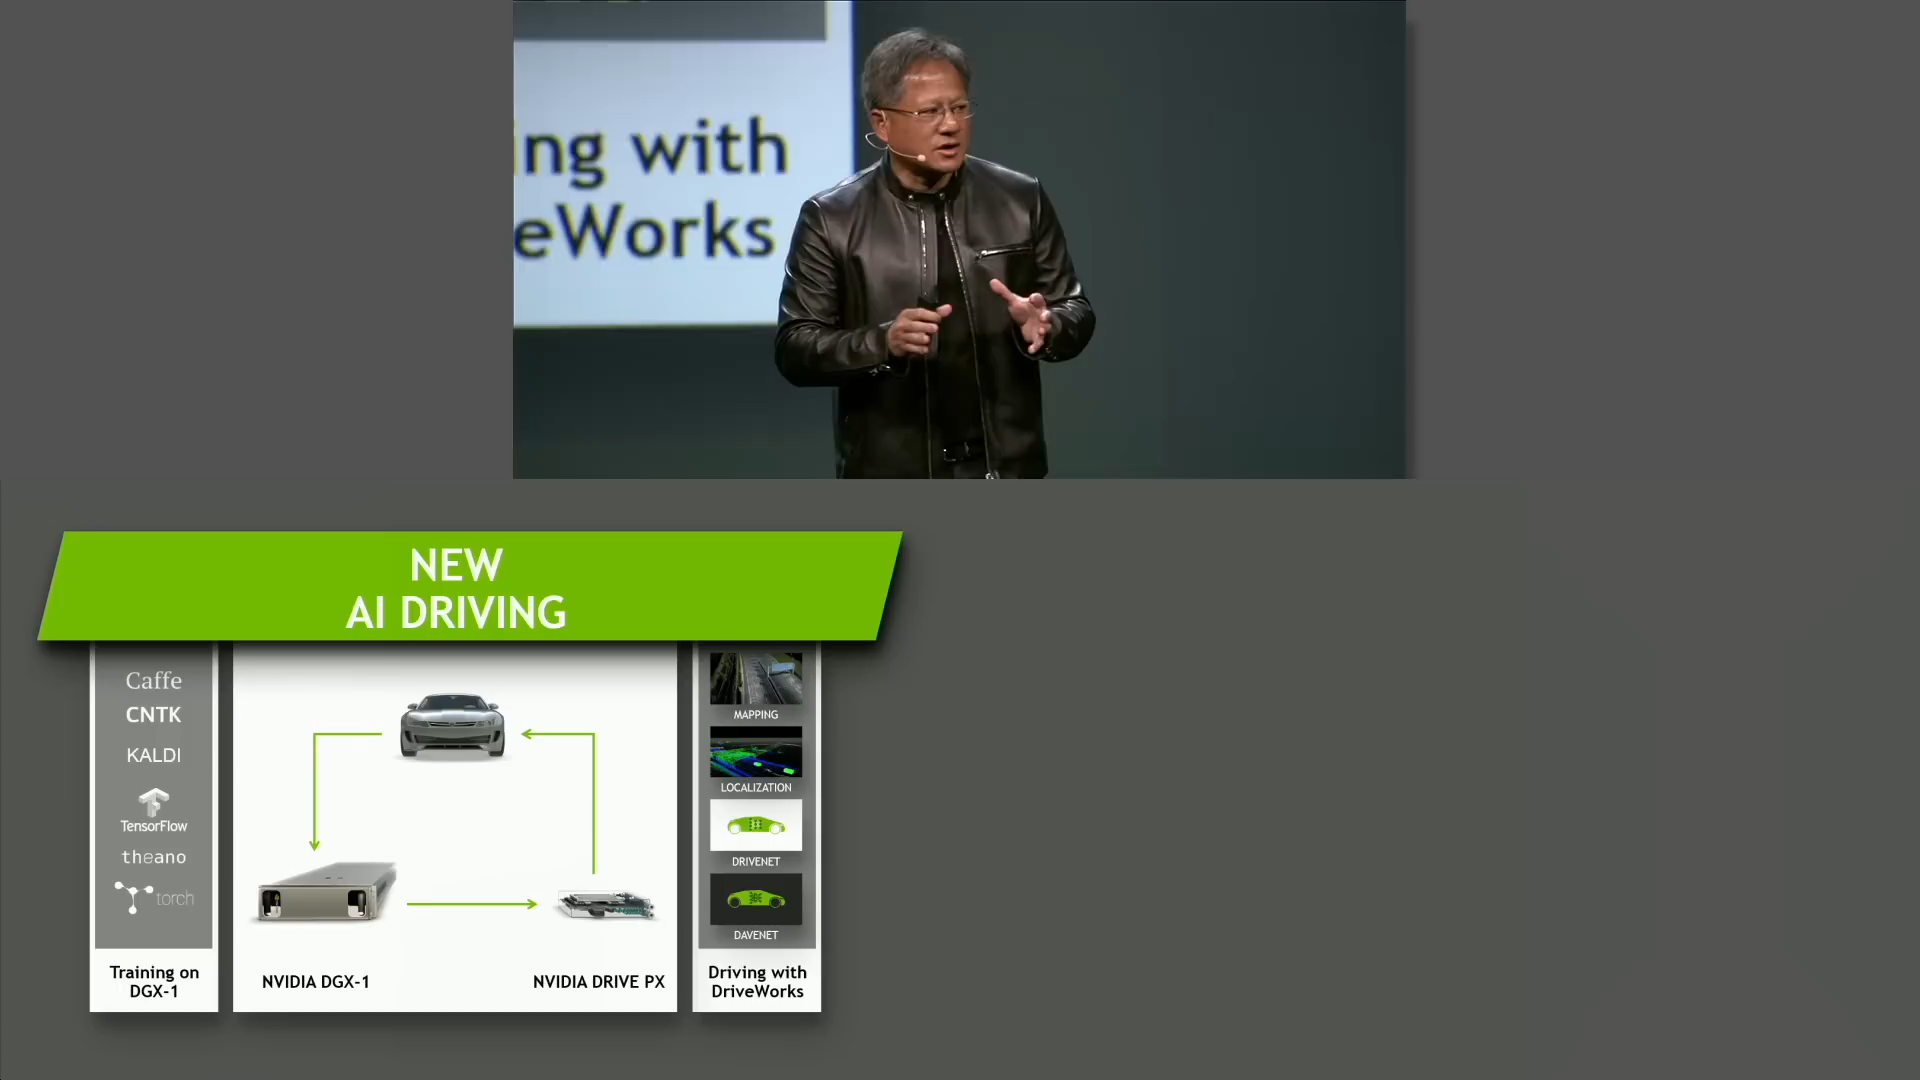 ing with
eWorks
NEW
AI DRIVING
Caffe
CNTK
KALDI
TensorFlow
theano
torch
Training on
DGX-1
NVIDIA DGX-1
NVIDIA DRIVE PX
MAPPING
LOCALIZATION
DRIVENET
DAVENET
Driving with
DriveWorks